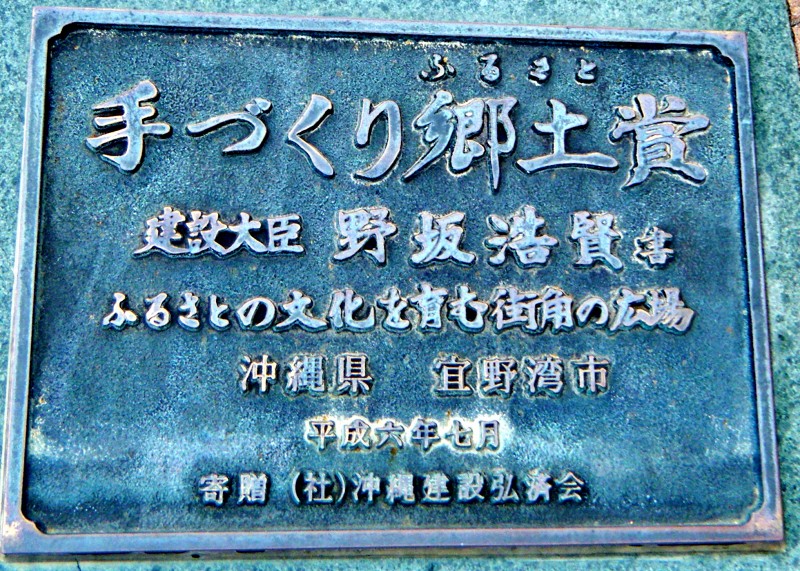 ふるさと
手づくり郷土賞
建設大臣 野坂浩賢 書
ふるさとの文化を育む街角の広場
沖縄県 宜野湾市
平成六年七月
寄贈 (社)沖縄建設弘済会